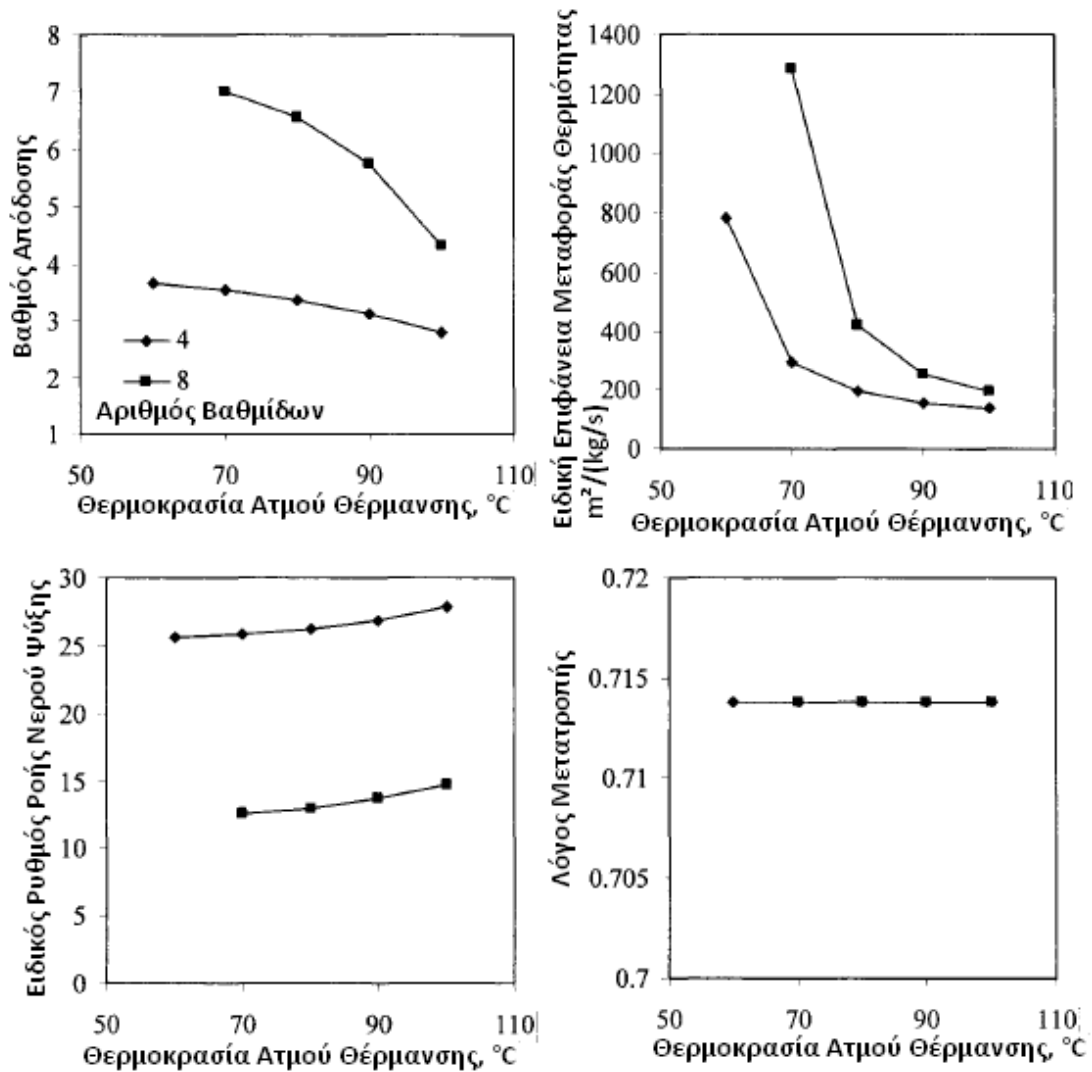 Βαθμός Απόδοσης
8
7
6
5
4
3
2
1
4
8
Αριθμός Βαθμίδων
50 70 90 110
Θερμοκρασία Ατμού Θέρμανσης, °C
Ειδική Επιφάνεια Μεταφοράς Θερμότητας
m²/(kg/s)
1400
1200
1000
800
600
400
200
0
50 70 90 110
Θερμοκρασία Ατμού Θέρμανσης, °C
Ειδικός Ρυθμός Ροής Νερού Ψύξης
30
25
20
15
10
5
0
50 70 90 110
Θερμοκρασία Ατμού Θέρμανσης, °C
Λόγος Μετατροπής
0.72
0.715
0.71
0.705
0.7
50 70 90 110
Θερμοκρασία Ατμού Θέρμανσης, °C